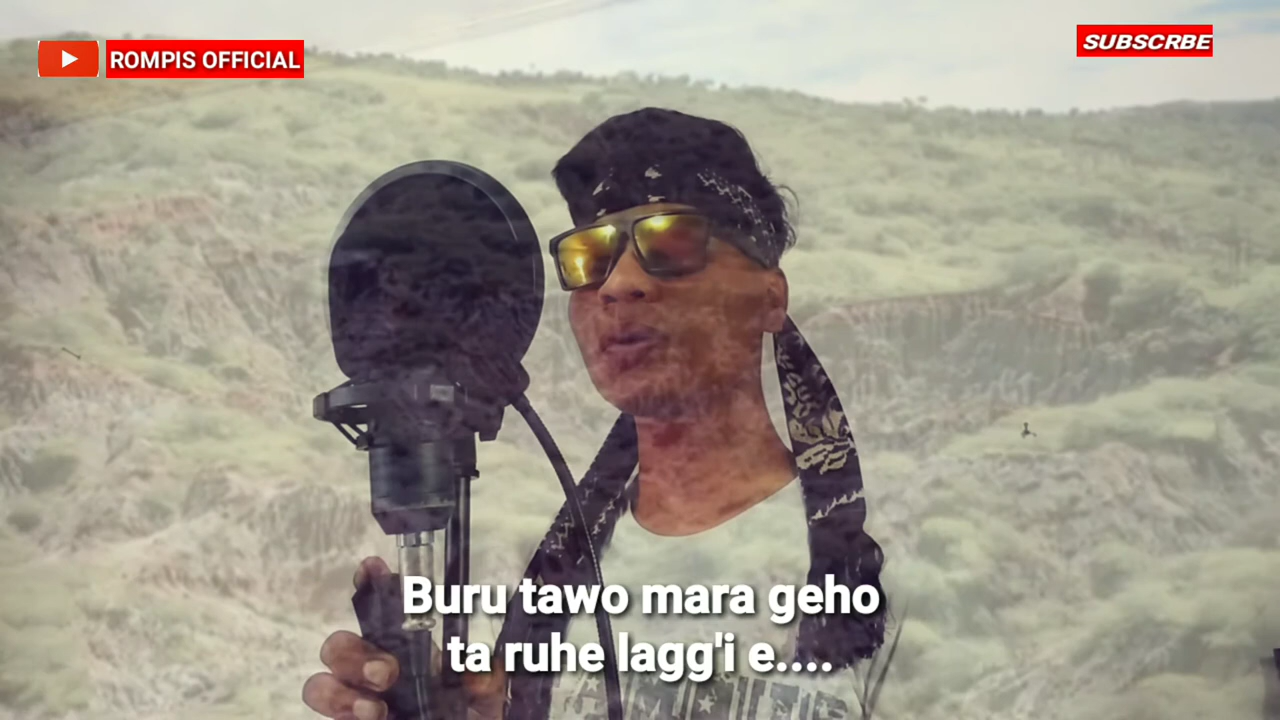 ROMPIS OFFICIAL
SUBSCRBE
Buru tawo mara geho
ta ruhe lagg'i e....